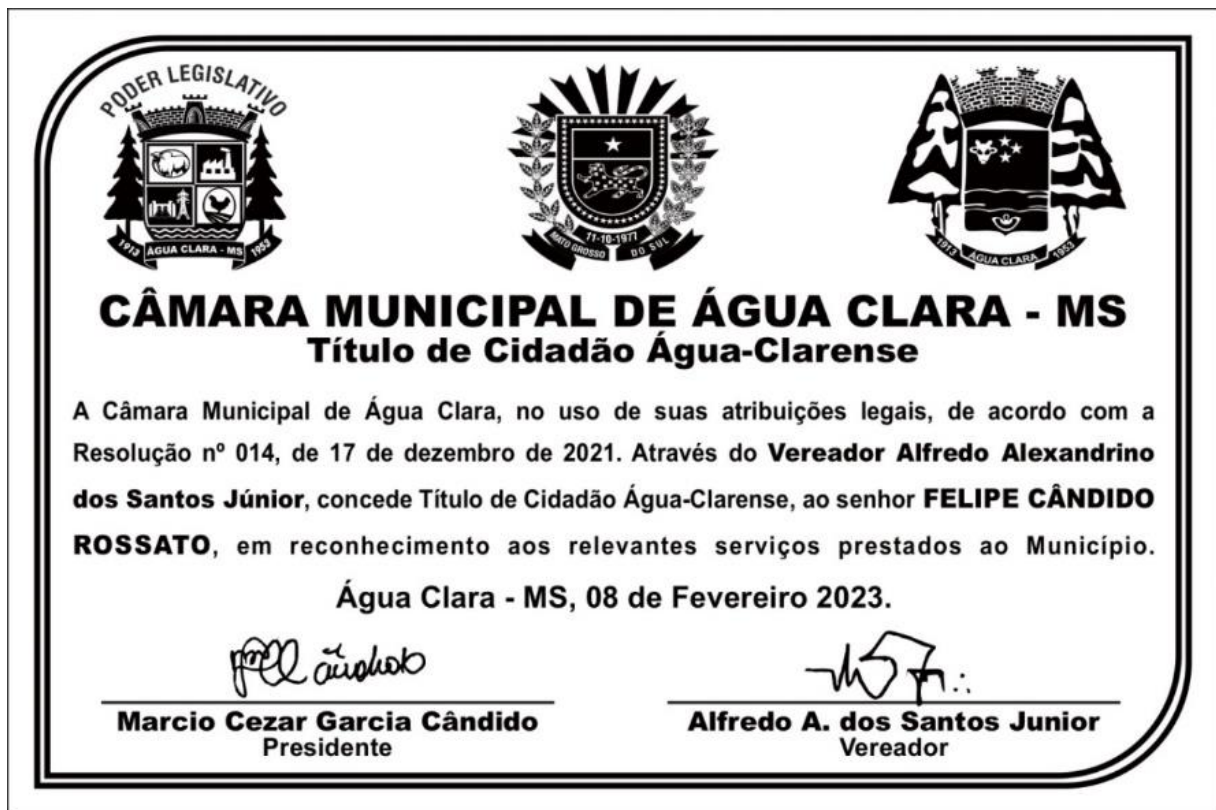 PODER LEGISLATIVO
1913 ÁGUA CLARA - MS 1953
11-10-1977
MATO GROSSO DO SUL
1913 ÁGUA CLARA 1953
CÂMARA MUNICIPAL DE ÁGUA CLARA - MS
Título de Cidadão Água-Clarense
A Câmara Municipal de Água Clara, no uso de suas atribuições legais, de acordo com a
Resolução nº 014, de 17 de dezembro de 2021. Através do Vereador Alfredo Alexandrino
dos Santos Júnior, concede Título de Cidadão Água-Clarense, ao senhor FELIPE CÂNDIDO
ROSSATO, em reconhecimento aos relevantes serviços prestados ao Município.
Água Clara - MS, 08 de Fevereiro 2023.
Marcio Cezar Garcia Cândido
Presidente
Alfredo A. dos Santos Junior
Vereador